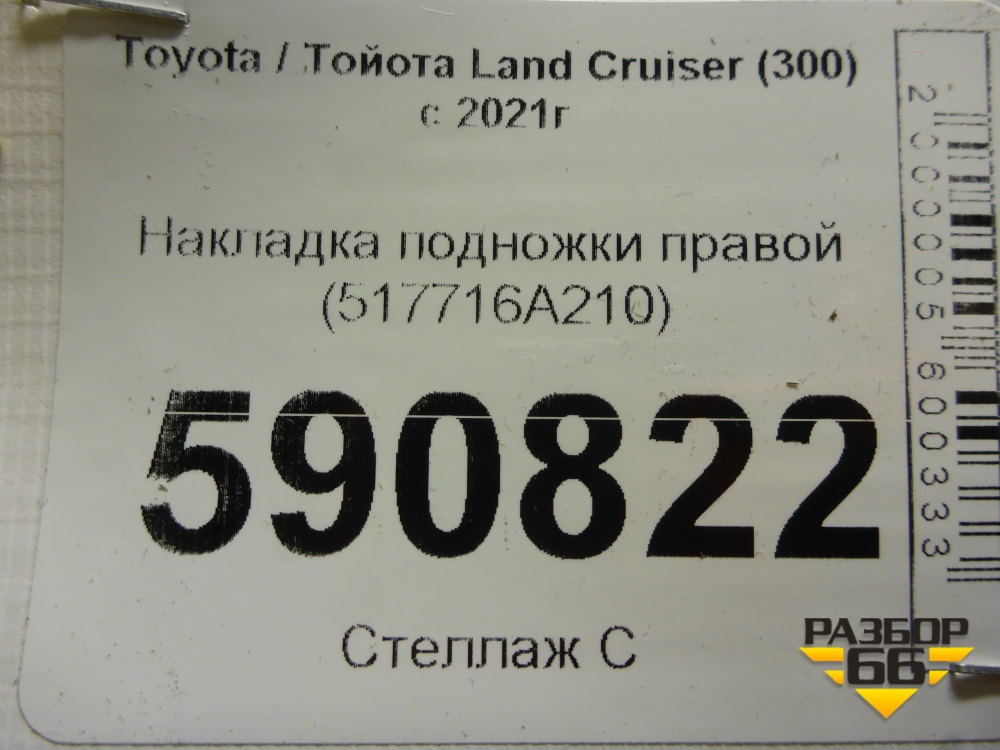 Toyota / Тойота Land Cruiser (300)
с 2021г
Накладка подножки правой
(517716A210)
590822
Стеллаж С
2000005600333
РАЗБОР
66